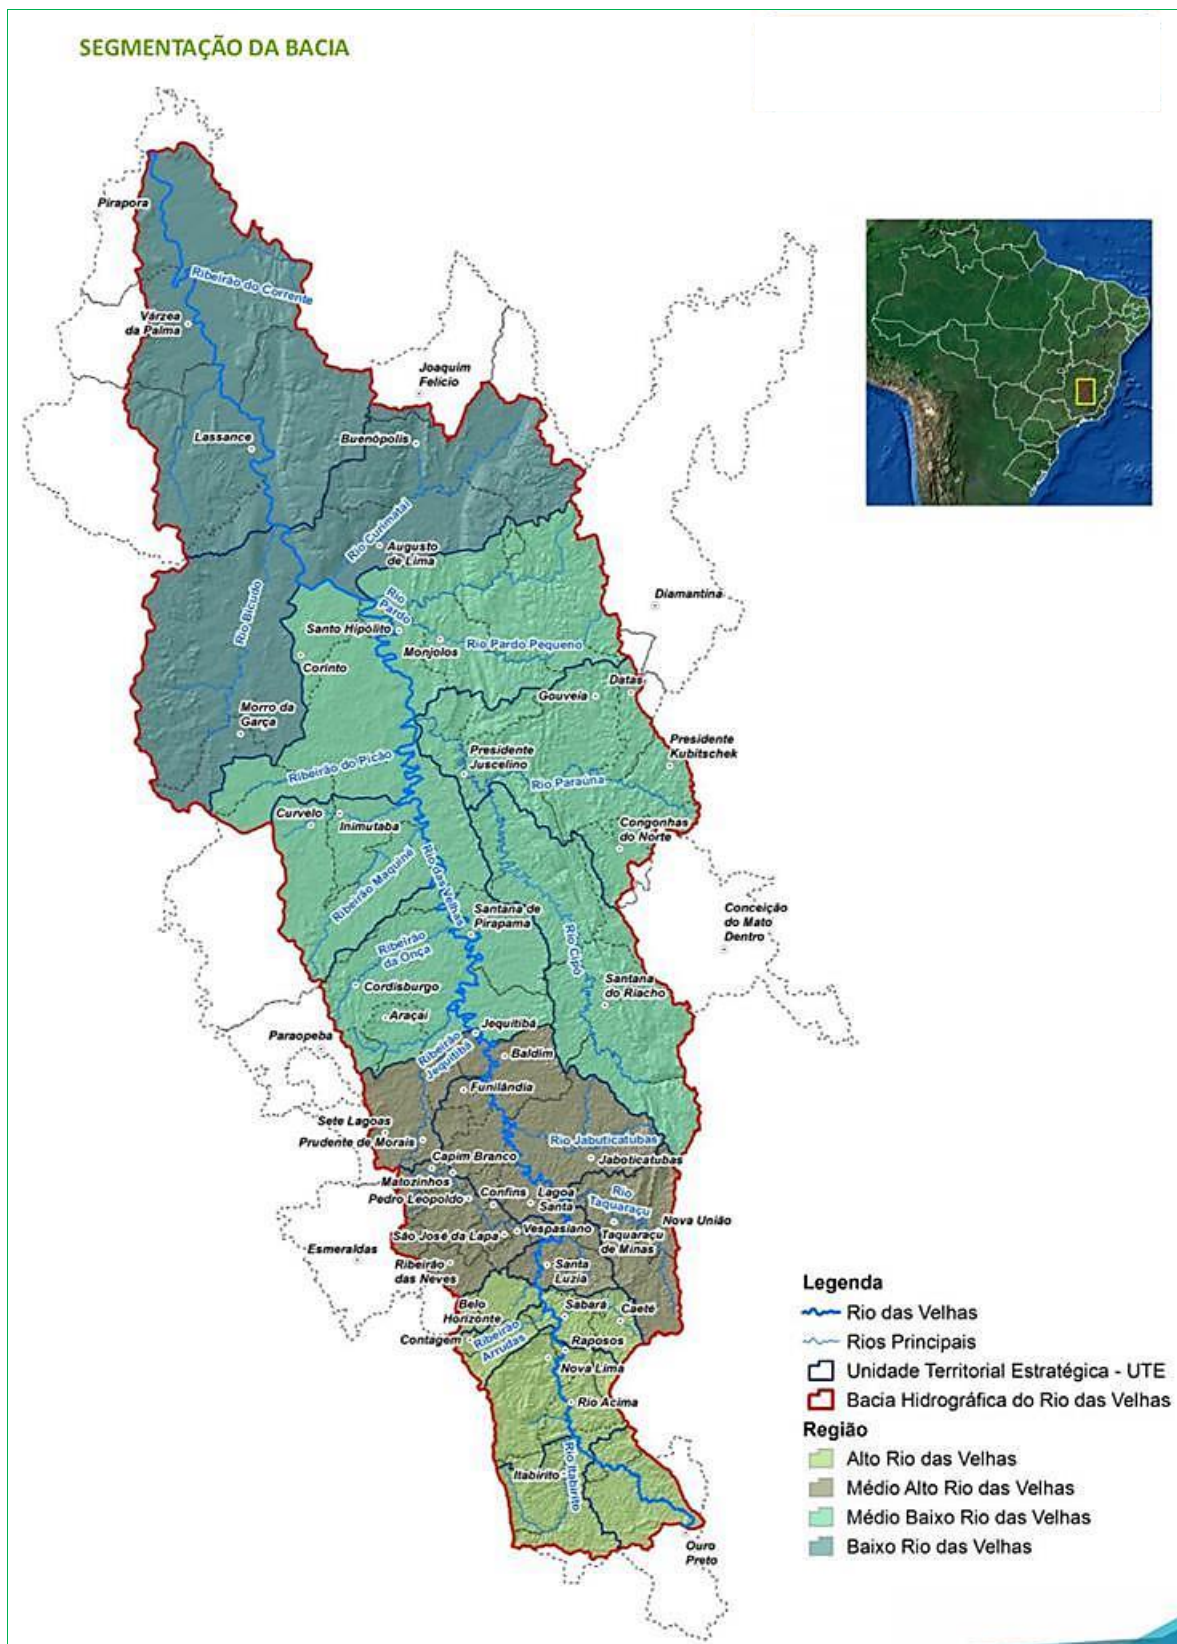 SEGMENTAÇÃO DA BACIA
Pirapora
Ribeirão do Corrente
Várzea
da Palma
Joaquim
Felício
Lassance
Buenópolis
Rio Curimataí
Augusto
de Lima
Rio Bicudo
Rio
Pardo
Diamantina
Santo Hipólito
Monjolos
Rio Pardo Pequeno
Corinto
Datas
Gouveia
Morro da
Garça
Presidente
Kubitschek
Presidente
Juscelino
Ribeirão do Picão
Rio Paraúna
Curvelo
Inimutaba
Congonhas
do Norte
Rio das Velhas
Ribeirão Maquiné
Santana de
Pirapama
Conceição
do Mato
Dentro
Ribeirão
da Onça
Rio Cipó
Cordisburgo
Santana
do Riacho
Araçaí
Jequitibá
Paraopeba
Ribeirão
Jequitibá
Baldim
Funilândia
Sete Lagoas
Prudente de Morais
Rio Jabuticatubas
Capim Branco
Jaboticatubas
Matozinhos
Pedro Leopoldo
Confins
Lagoa
Santa
Rio
Taquaraçu
Nova União
São José da Lapa
Vespasiano
Taquaraçu
de Minas
Esmeraldas
Ribeirão
das Neves
Santa
Luzia
Belo
Horizonte
Sabará
Caeté
Contagem
Ribeirão
Arrudas
Raposos
Nova Lima
Rio Acima
Itabirito
Rio Itabirito
Ouro
Preto
Legenda
Rio das Velhas
Rios Principais
Unidade Territorial Estratégica - UTE
Bacia Hidrográfica do Rio das Velhas
Região
Alto Rio das Velhas
Médio Alto Rio das Velhas
Médio Baixo Rio das Velhas
Baixo Rio das Velhas